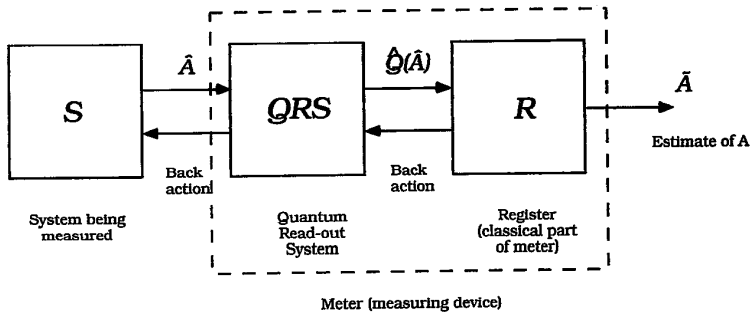 S
Â
QRS
Q̂(Â)
R
Ã
Estimate of A
Back
action
Back
action
System being
measured
Quantum
Read-out
System
Register
(classical part
of meter)
Meter (measuring device)